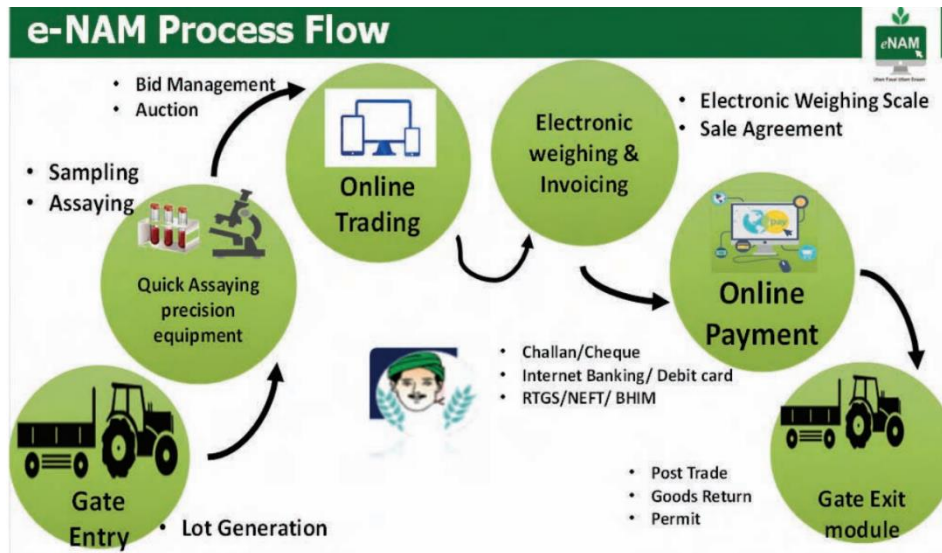 e-NAM Process Flow
eNAM
• Bid Management
• Auction
• Sampling
• Assaying
Quick Assaying
precision
equipment
Gate
Entry
• Lot Generation
Online
Trading
Electronic
weighing &
Invoicing
• Electronic Weighing Scale
• Sale Agreement
pay
Online
Payment
• Challan/Cheque
• Internet Banking/ Debit card
• RTGS/NEFT/ BHIM
• Post Trade
• Goods Return
• Permit
Gate Exit
module